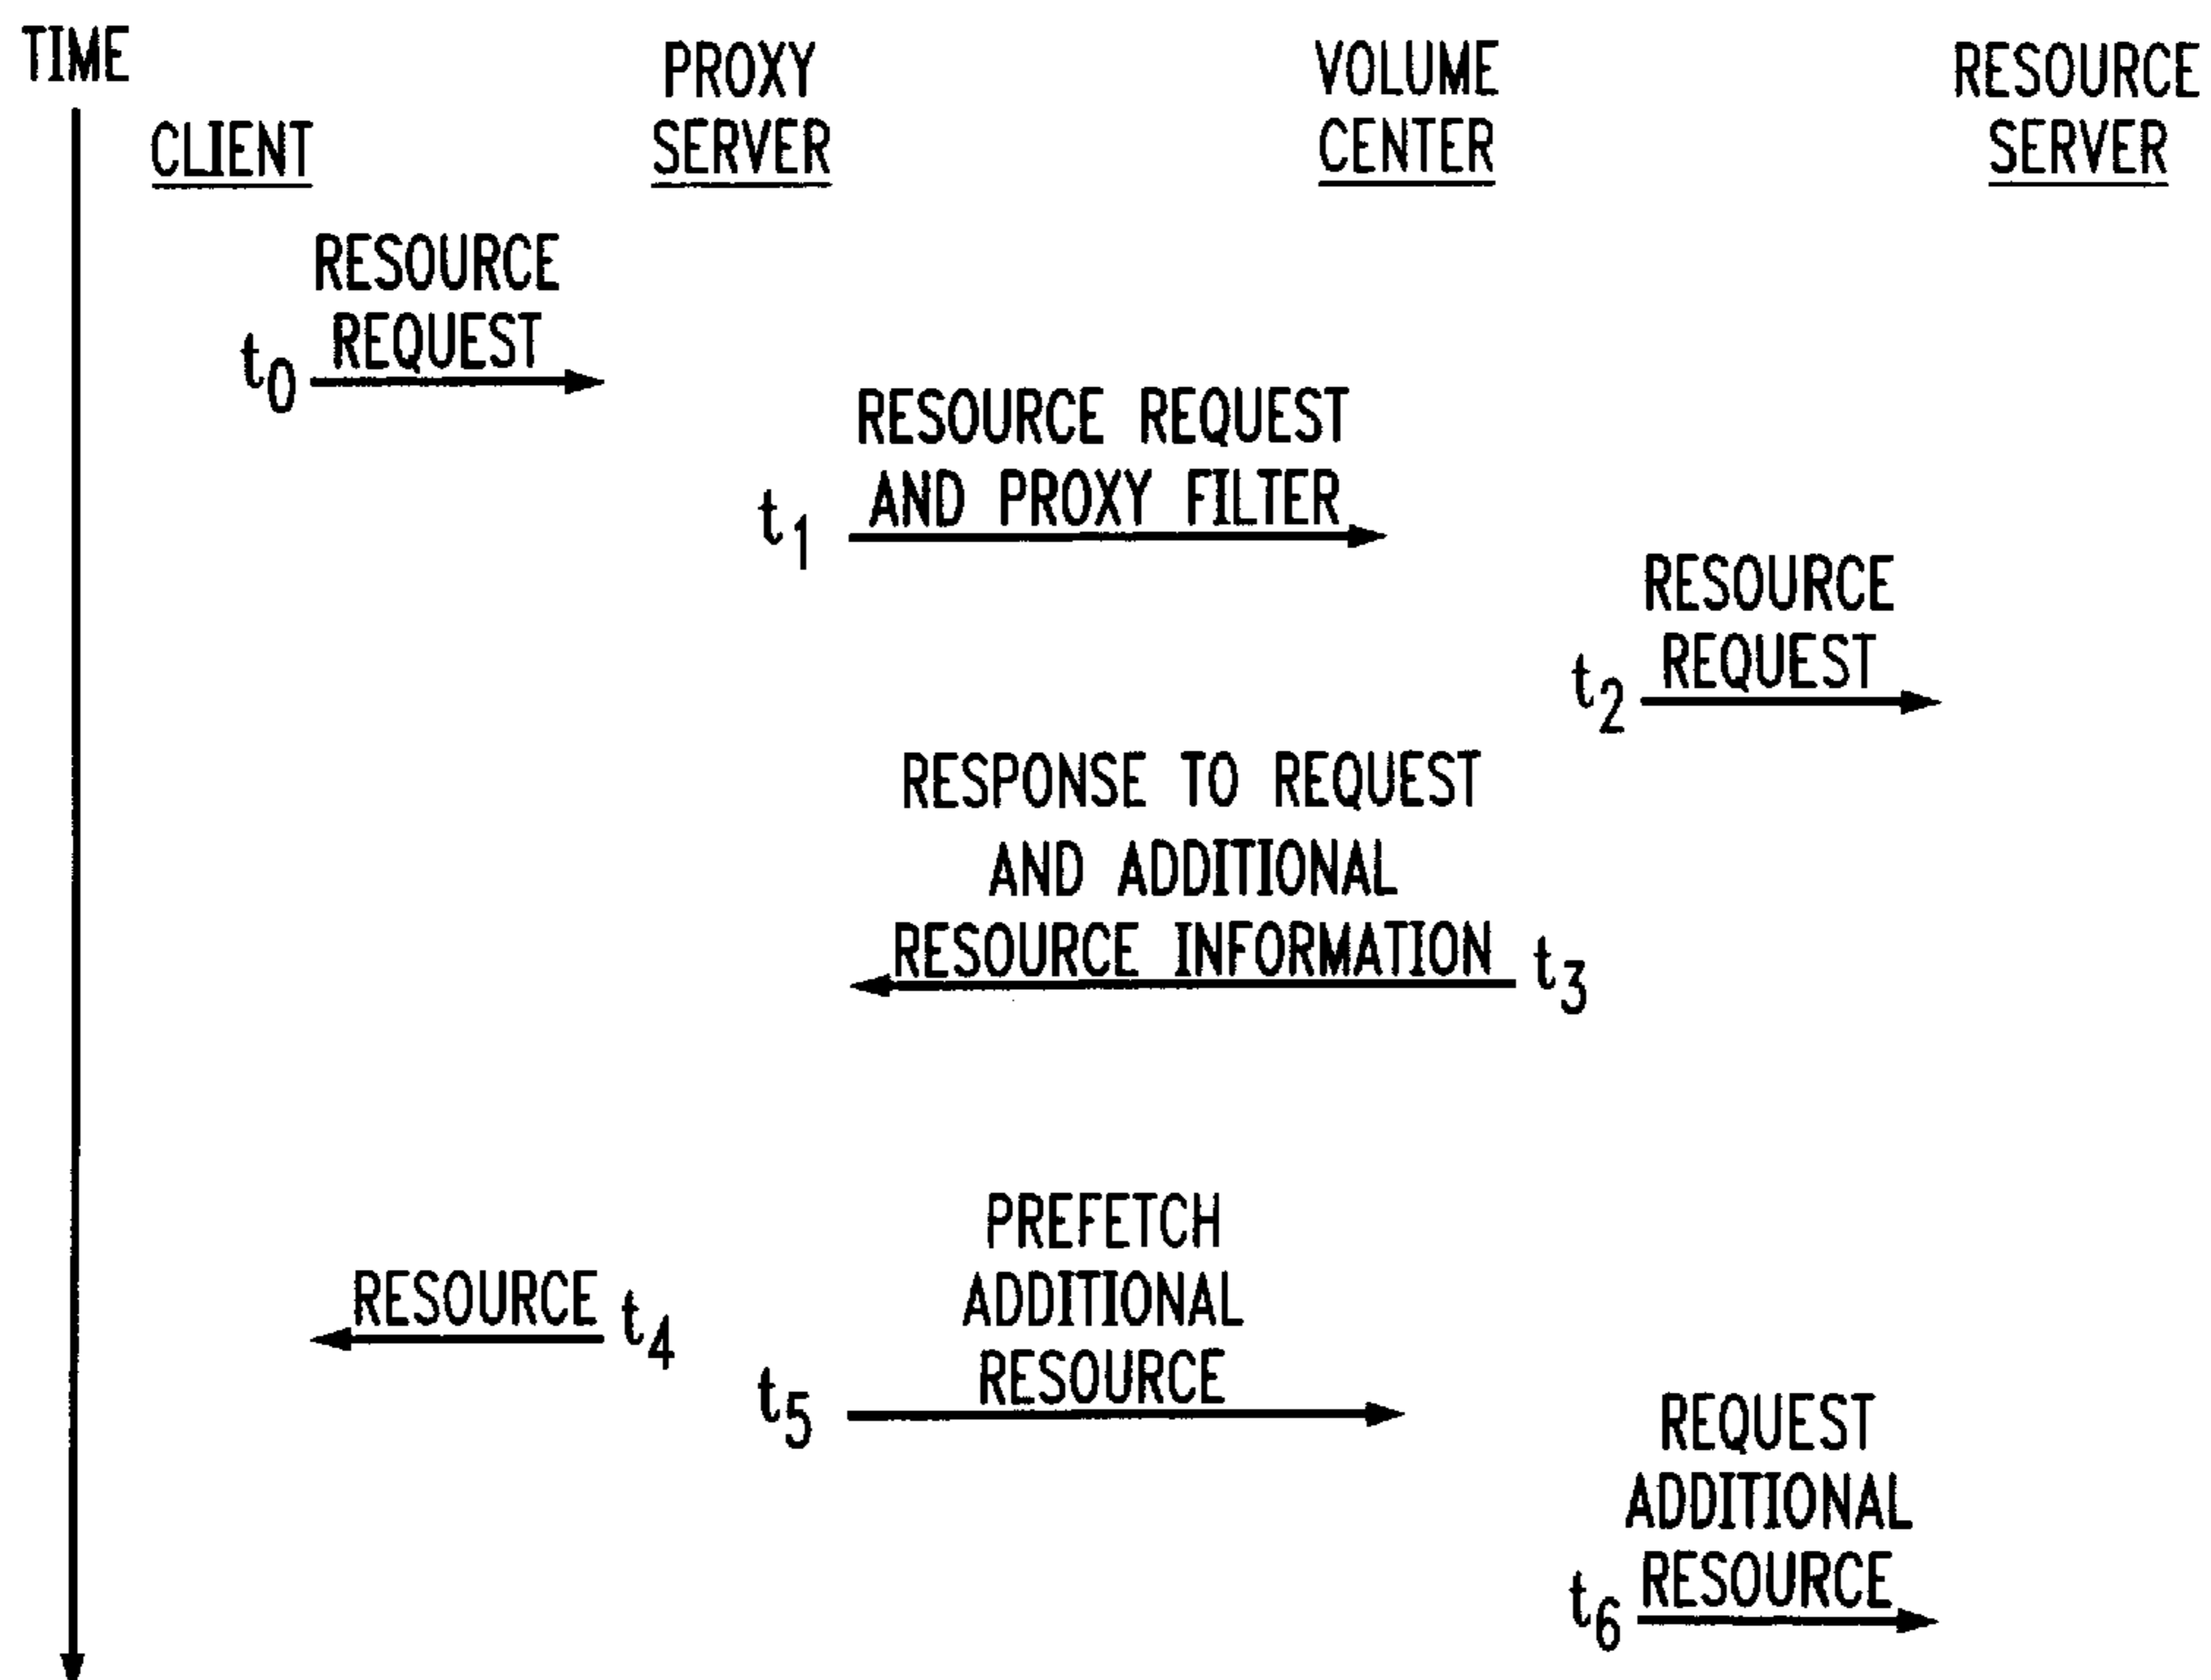 TIME
CLIENT
PROXY
SERVER
VOLUME
CENTER
RESOURCE
SERVER
RESOURCE
REQUEST
t0
RESOURCE REQUEST
AND PROXY FILTER
t1
RESOURCE
REQUEST
t2
RESPONSE TO REQUEST
AND ADDITIONAL
RESOURCE INFORMATION
t3
RESOURCE
t4
PREFETCH
ADDITIONAL
RESOURCE
t5
REQUEST
ADDITIONAL
RESOURCE
t6